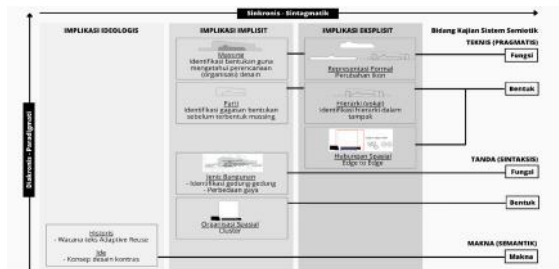 Sinkronis - Sintagmatik
Diakronis - Paradigmatik
IMPLIKASI IDEOLOGIS
IMPLIKASI IMPLISIT
IMPLIKASI EKSPLISIT
Bidang Kajian Sistem Semiotik
TEKNIS (PRAGMATIS)
Fungsi
Massing
Identifikasi bentukan guna
mengetahui perencanaan
(organisasi) desain
Representasi Formal
Perubahan Ikon
Bentuk
Parti
Identifikasi gagasan bentukan
sebelum terbentuk massing
Hierarki (vokal)
Identifikasi hierarki dalam
tampak
Hubungan Spasial
Edge to Edge
TANDA (SINTAKSIS)
Fungsi
Jenis Bangunan
- Identifikasi gedung-gedung
- Perbedaan gaya
Bentuk
Organisasi Spasial
Cluster
Historis
- Wacana teks Adaptive Reuse
Ide
- Konsep desain kontras
MAKNA (SEMANTIK)
Makna